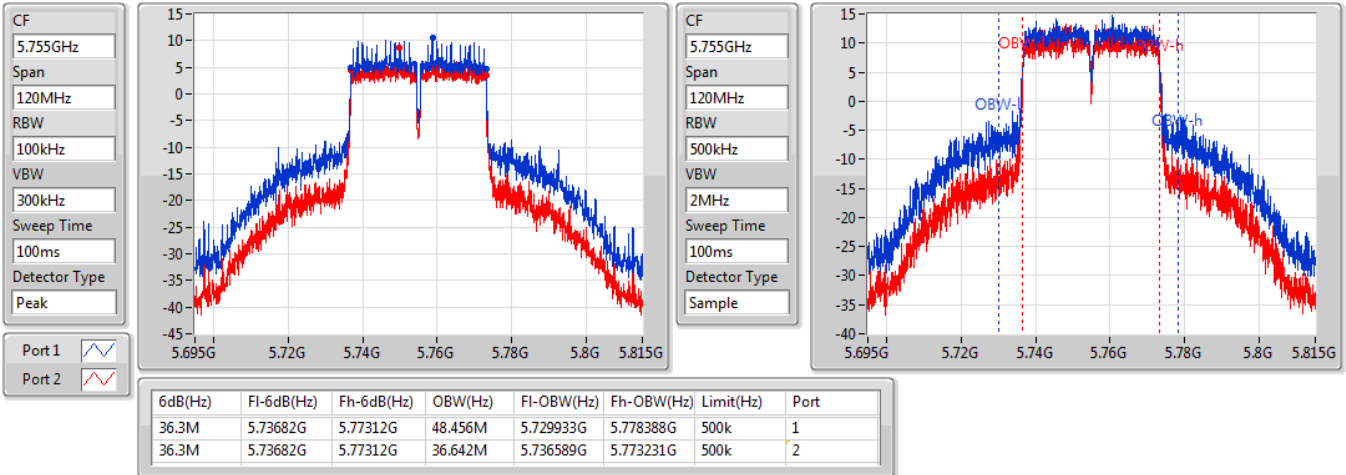 CF
5.755GHz
Span
120MHz
RBW
100kHz
VBW
300kHz
Sweep Time
100ms
Detector Type
Peak
Port 1
Port 2
15
10
5
0
-5
-10
-15
-20
-25
-30
-35
-40
-45
5.695G 5.72G 5.74G 5.76G 5.78G 5.8G 5.815G
CF
5.755GHz
Span
120MHz
RBW
500kHz
VBW
2MHz
Sweep Time
100ms
Detector Type
Sample
15
10
5
0
-5
-10
-15
-20
-25
-30
-35
-40
OBW-l
OBW-h
5.695G 5.72G 5.74G 5.76G 5.78G 5.8G 5.815G
6dB(Hz) Fl-6dB(Hz) Fh-6dB(Hz) OBW(Hz) Fl-OBW(Hz) Fh-OBW(Hz) Limit(Hz) Port
36.3M 5.73682G 5.77312G 48.456M 5.729933G 5.778388G 500k 1
36.3M 5.73682G 5.77312G 36.642M 5.736589G 5.773231G 500k 2